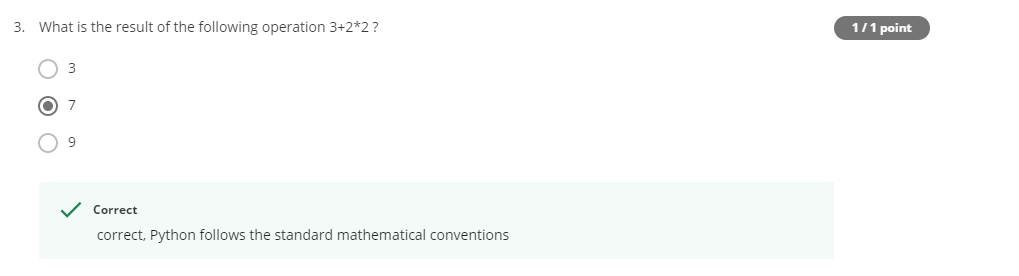 3. What is the result of the following operation 3+2*2 ?
1 / 1 point
3
7
9
Correct
correct, Python follows the standard mathematical conventions